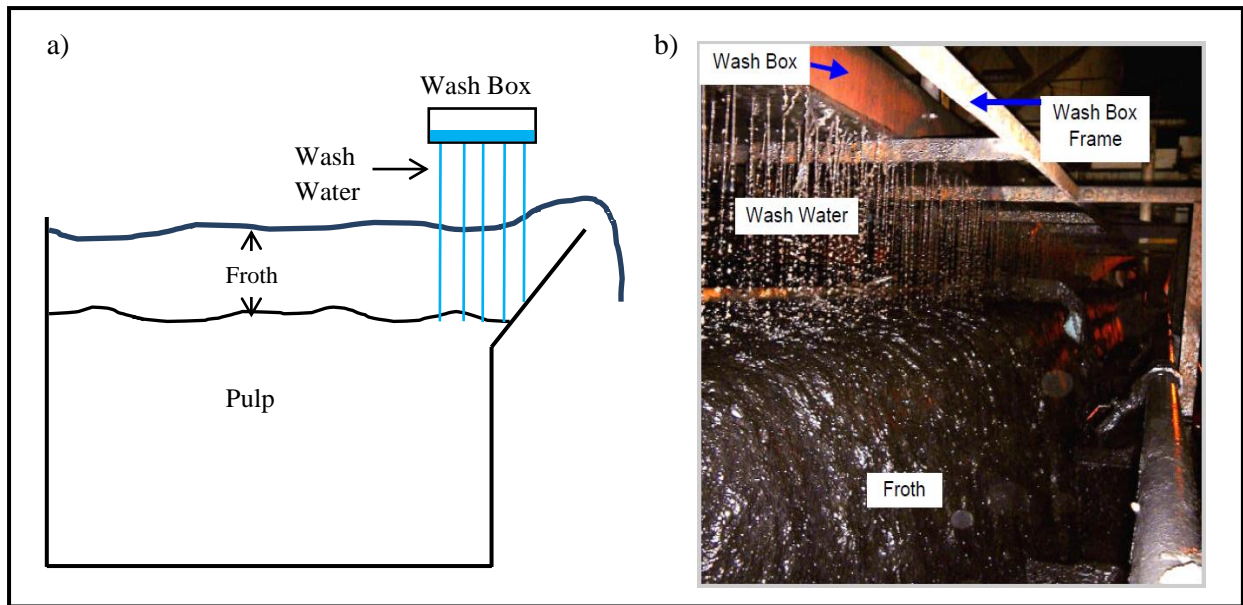 a)
Wash Box
Wash
Water
Froth
Pulp
b)
Wash Box
Wash Box
Frame
Wash Water
Froth